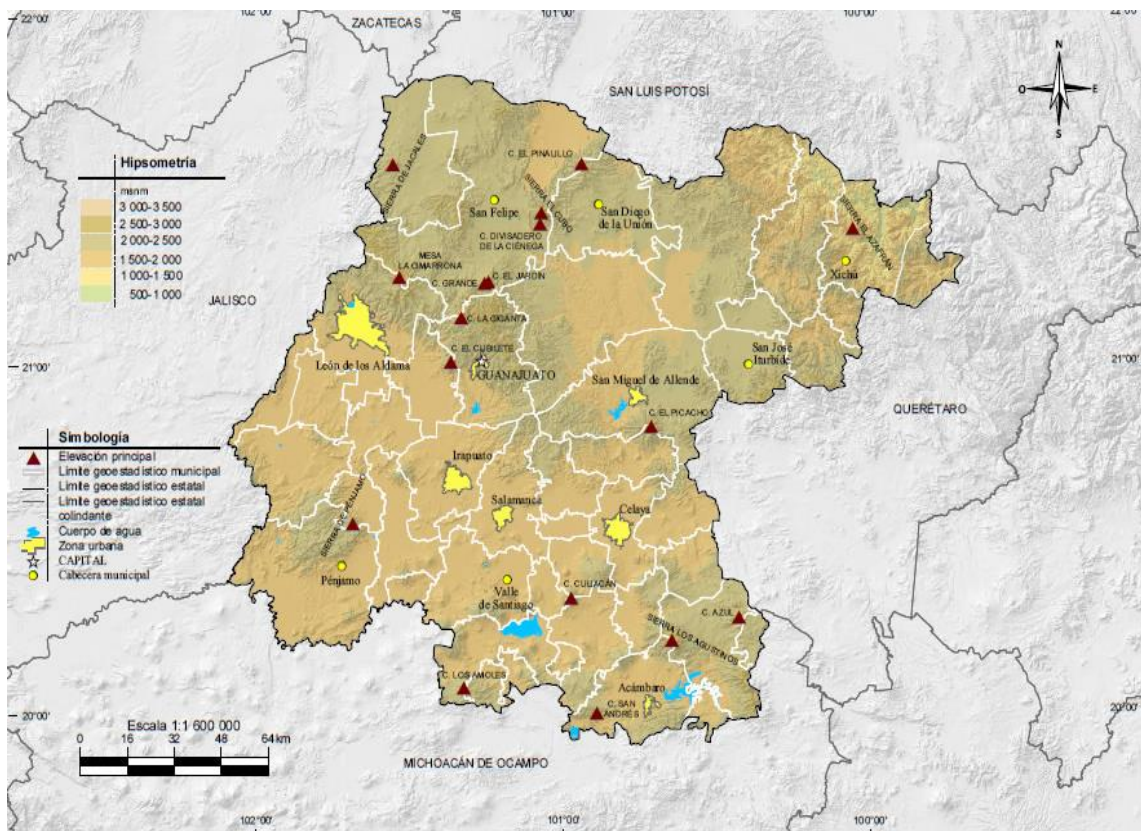 22°00'
102°00'
101°00'
100°00'
22°00'
ZACATECAS
SAN LUIS POTOSÍ
N
O
E
S
Hipsometría
msnm
3 000-3 500
2 500-3 000
2 000-2 500
1 500-2 000
1 000-1 500
500-1 000
SIERRA DE JACALES
C. EL PINALILLO
San Felipe
SIERRA EL CUBO
San Diego
de la Unión
SIERRA EL AZAFRÁN
C. DIVISADERO
DE LA CIÉNEGA
MESA
LA CIMARRONA
C. GRANDE
C. EL JARDÍN
Xichú
JALISCO
C. LA GIGANTA
León de los Aldama
C. EL CUBILETE
GUANAJUATO
San José
Iturbide
21°00'
21°00'
San Miguel de Allende
C. EL PICACHO
QUERÉTARO
Simbología
Elevación principal
Límite geoestadístico municipal
Límite geoestadístico estatal
Límite geoestadístico estatal
colindante
Cuerpo de agua
Zona urbana
CAPITAL
Cabecera municipal
Irapuato
Salamanca
Celaya
SIERRA DE PÉNJAMO
Pénjamo
Valle
de Santiago
C. CULIACÁN
C. AZUL
SIERRA LOS AGUSTINOS
C. LOS AMOLES
Acámbaro
C. SAN
ANDRÉS
20°00'
20°00'
Escala 1:1 600 000
0 16 32 48 64 km
MICHOACÁN DE OCAMPO
102°00'
101°00'
100°00'